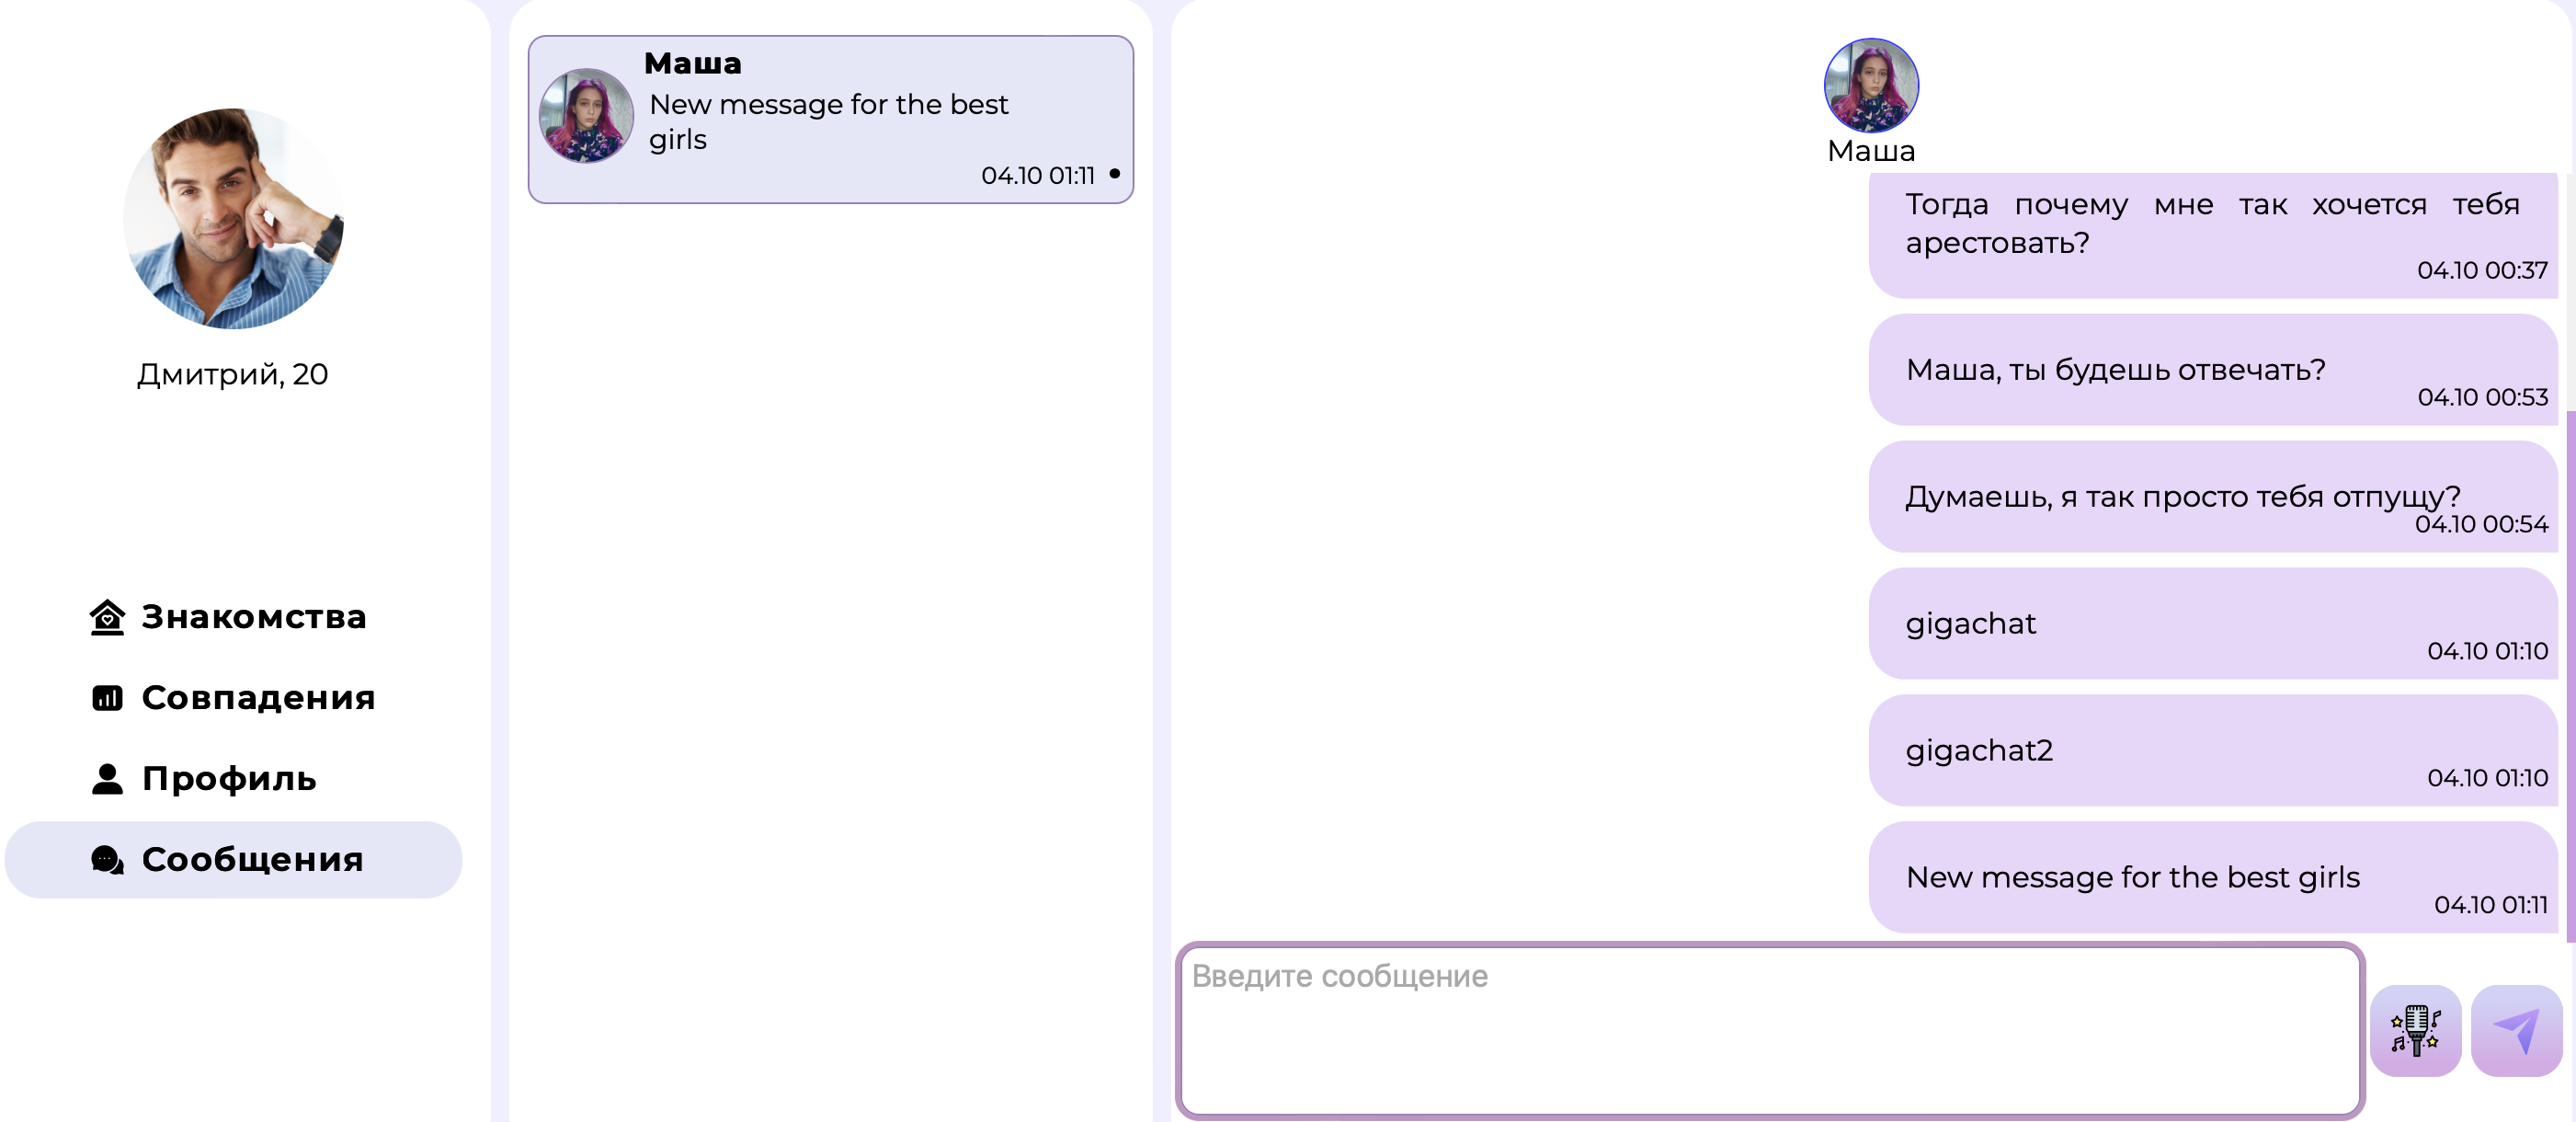 Дмитрий, 20
Знакомства
Совпадения
Профиль
Сообщения
Маша
New message for the best
girls
04.10 01:11
Маша
Тогда почему мне так хочется тебя
арестовать?
04.10 00:37
Маша, ты будешь отвечать?
04.10 00:53
Думаешь, я так просто тебя отпущу?
04.10 00:54
gigachat
04.10 01:10
gigachat2
04.10 01:10
New message for the best girls
04.10 01:11
Введите сообщение